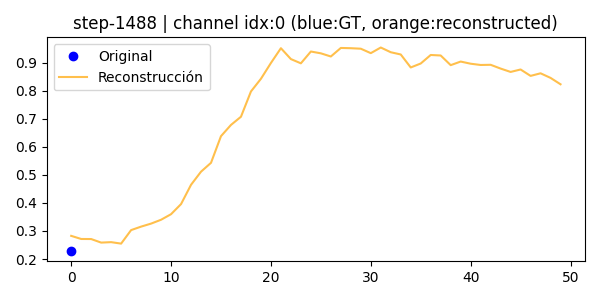 step-1488 | channel idx:0 (blue:GT, orange:reconstructed)
Original
Reconstrucción
0.9
0.8
0.7
0.6
0.5
0.4
0.3
0.2
0 10 20 30 40 50